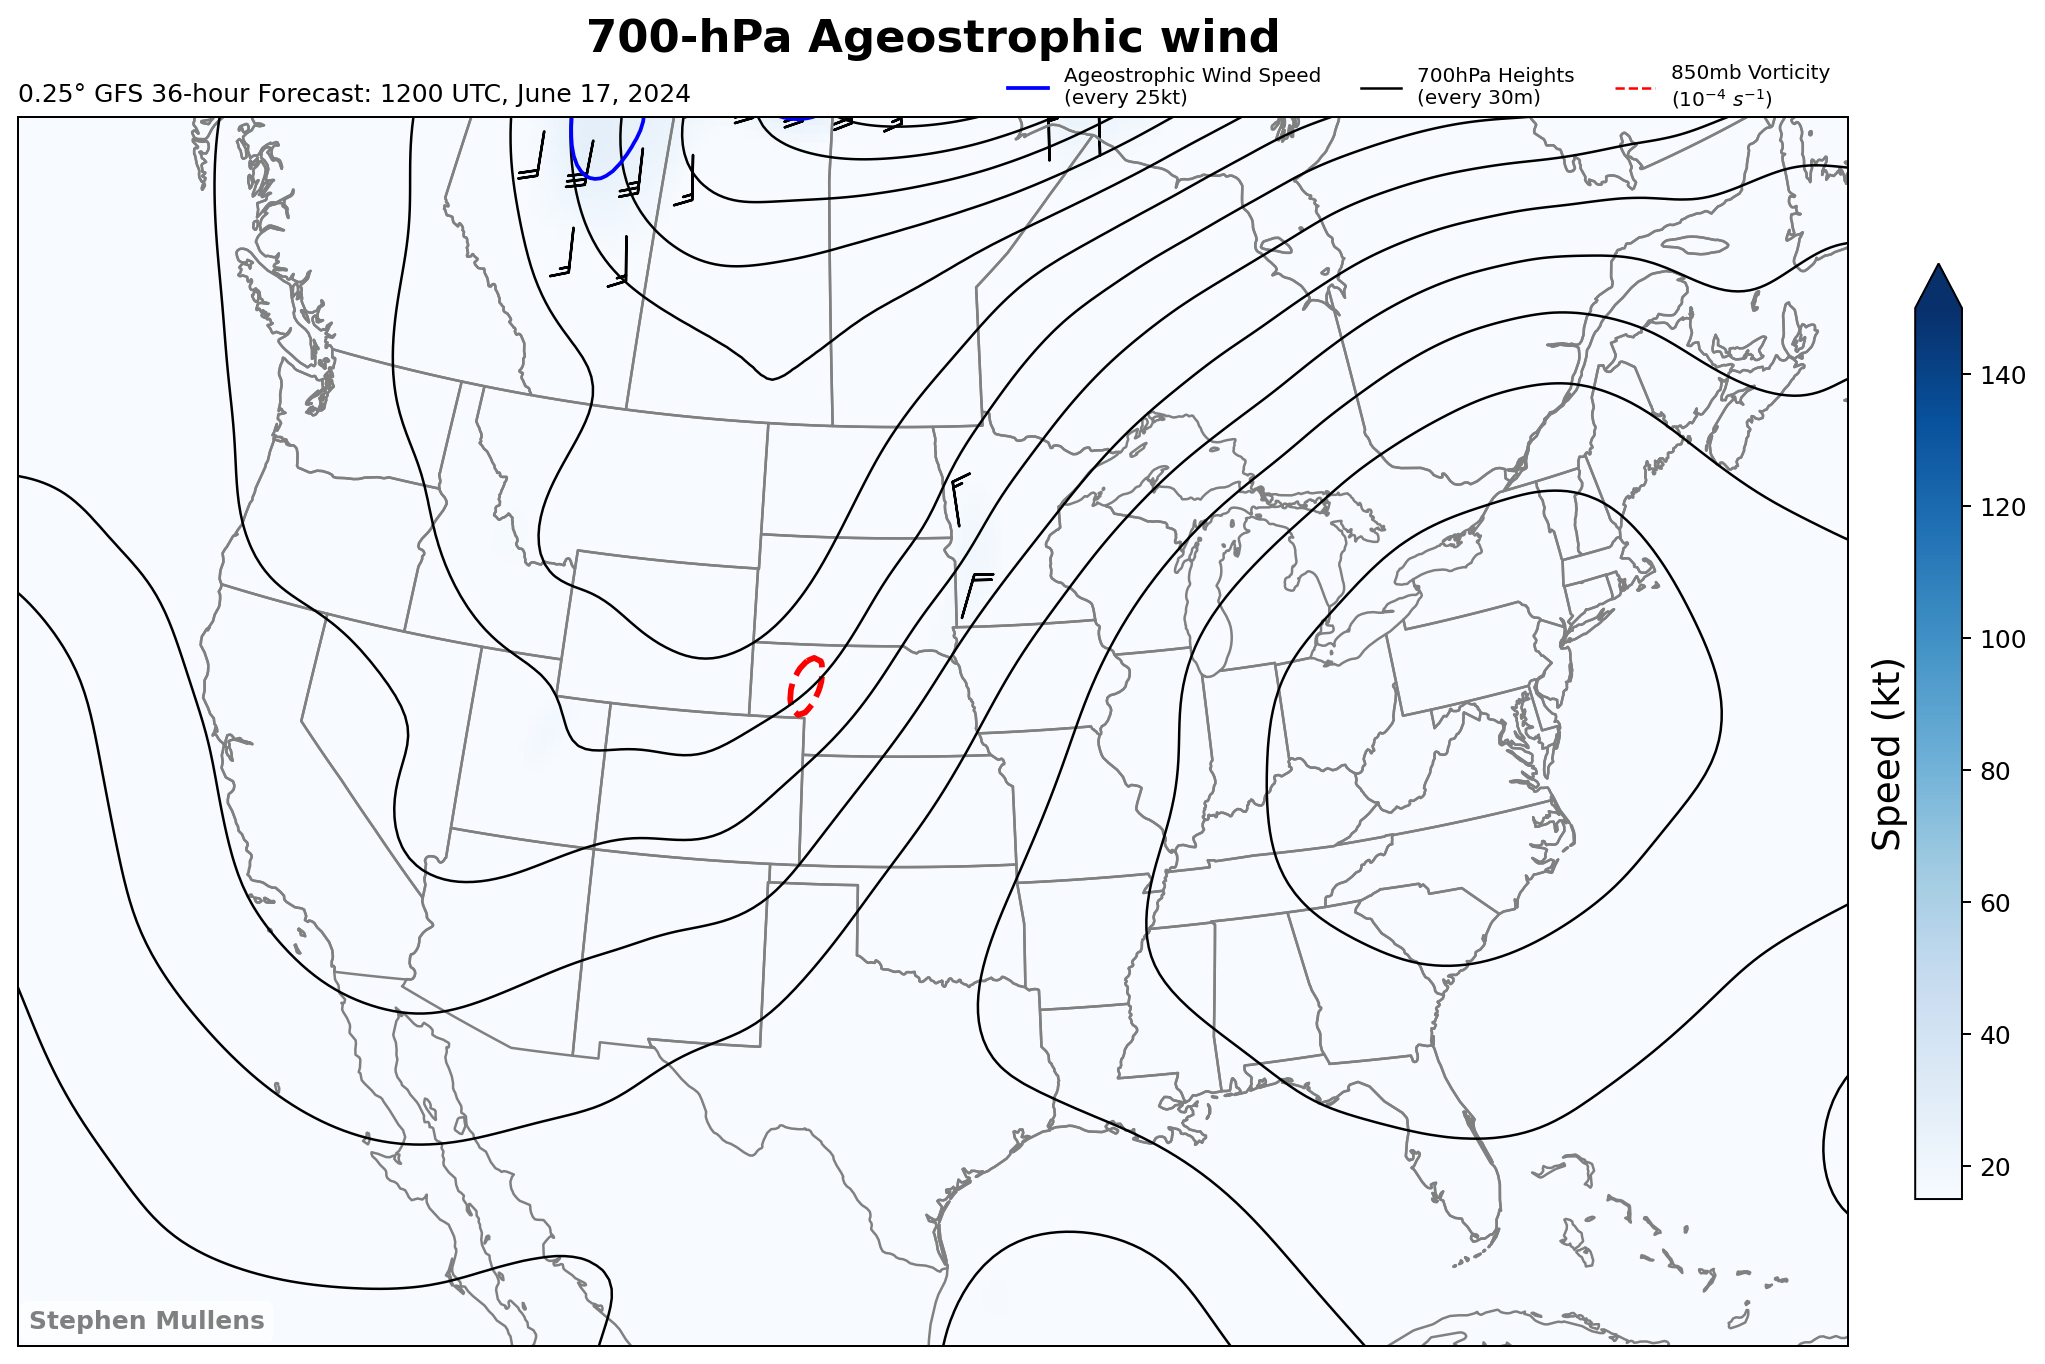 700-hPa Ageostrophic wind
0.25° GFS 36-hour Forecast: 1200 UTC, June 17, 2024
Ageostrophic Wind Speed
(every 25kt)
700hPa Heights
(every 30m)
850mb Vorticity
(10⁻⁴ s⁻¹)
140
120
100
80
60
40
20
Speed (kt)
Stephen Mullens